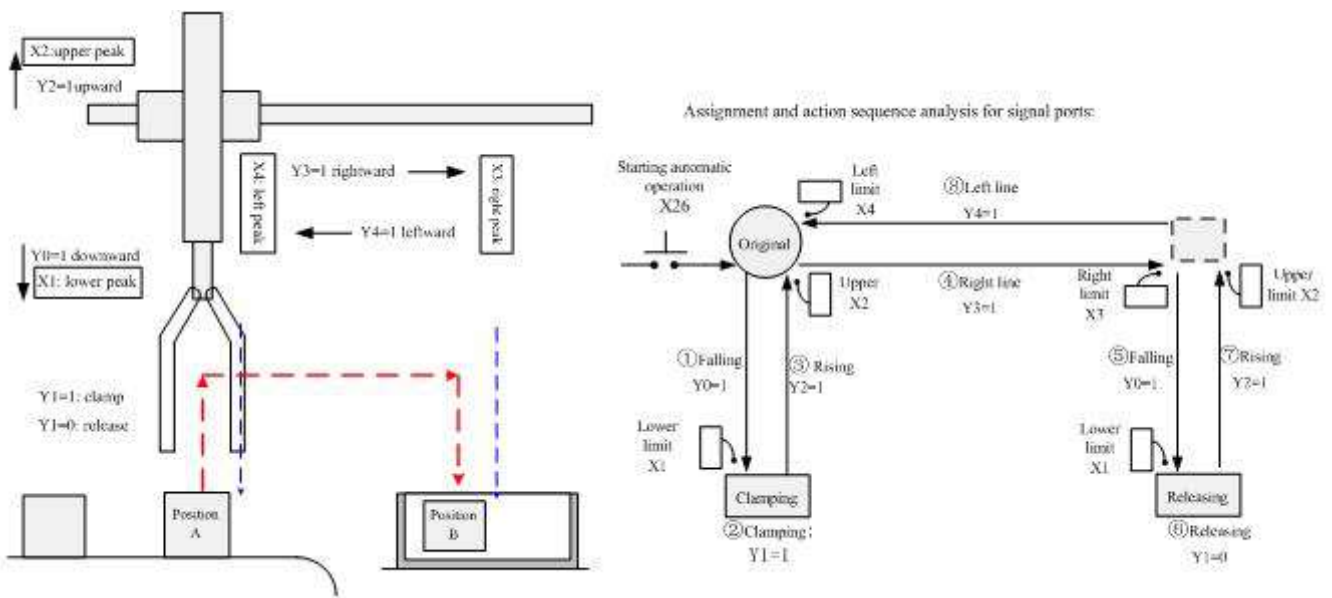 X2:upper peak
Y2=1upward
X4: left peak
Y3=1 rightward
X3: right peak
Y4=1 leftward
Y0=1 downward
X1: lower peak
Y1=1: clamp
Y1=0: release
Position
A
Position
B
Assignment and action sequence analysis for signal ports:
Starting automatic
operation
X26
Left
limit
X4
⑧Left line
Y4=1
Original
Upper
X2
④Right line
Y3=1
Right
limit
X3
Upper
limit X2
①Falling
Y0=1
③Rising
Y2=1
⑤Falling
Y0=1
⑦Rising
Y2=1
Lower
limit
X1
Lower
limit
X1
Clamping
②Clamping:
Y1=1
Releasing
⑥Releasing
Y1=0